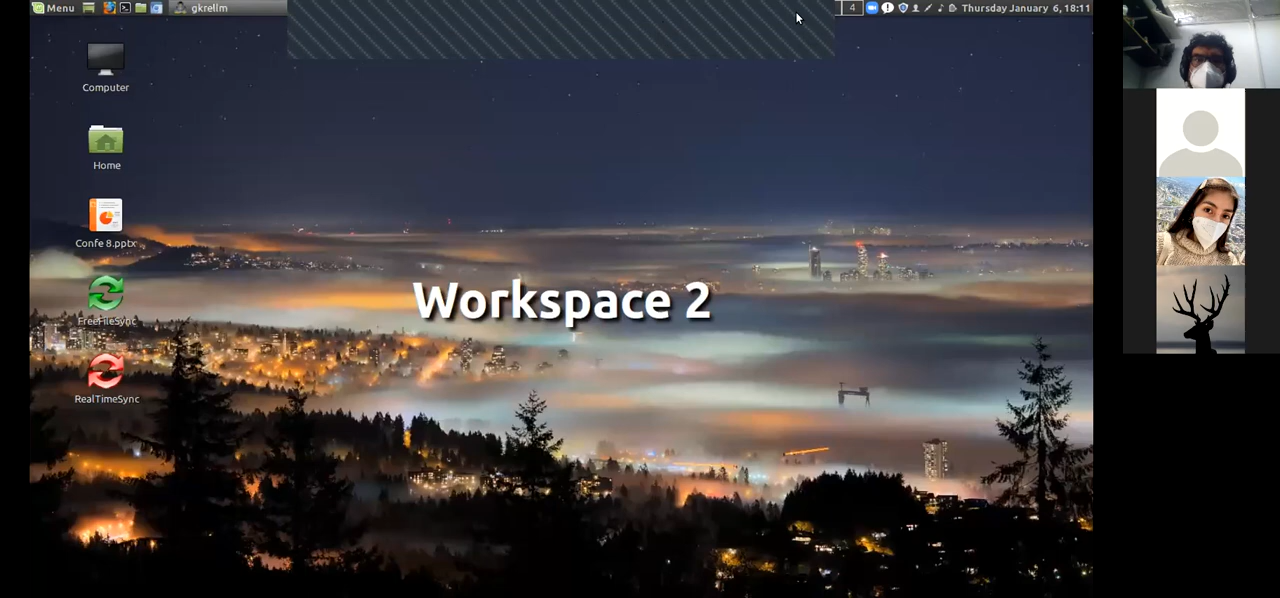 Menu
gkrellm
4
Thursday January 6, 18:11
Computer
Home
Confe 8.pptx
FreeFileSync
RealTimeSync
Workspace 2